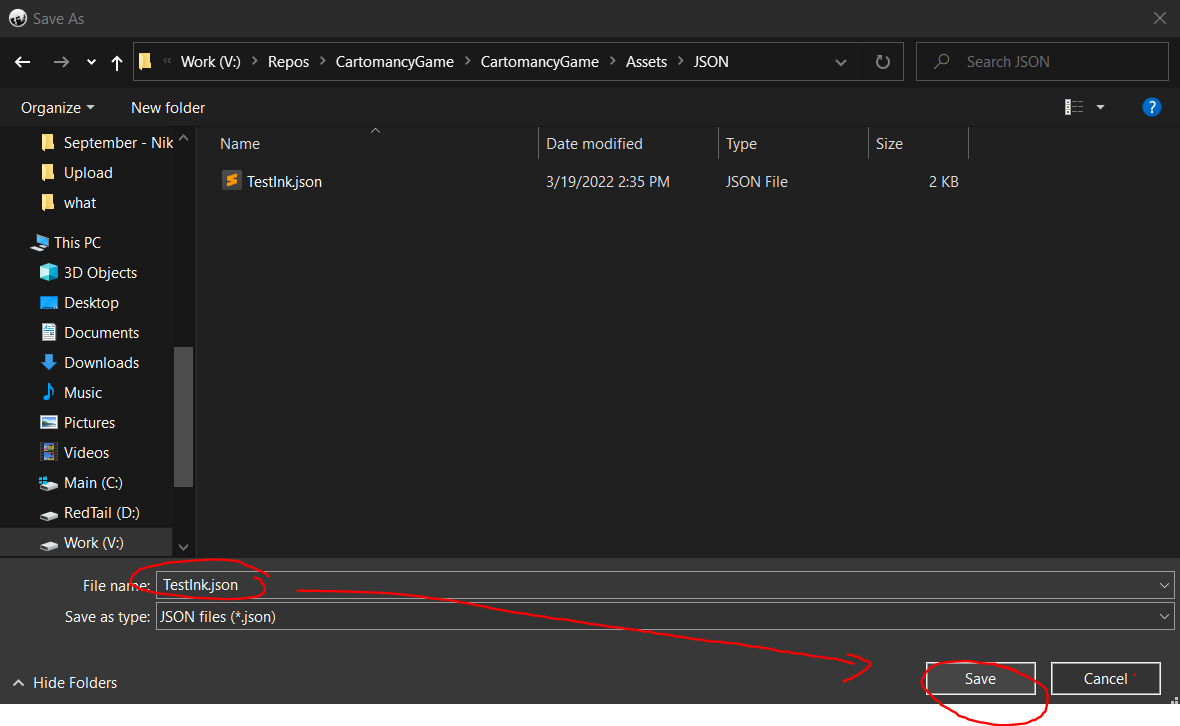 Save As
Work (V:) Repos CartomancyGame CartomancyGame Assets JSON Search JSON
Organize New folder
Name Date modified Type Size
September - Nik
TestInk.json 3/19/2022 2:35 PM JSON File 2 KB
Upload
what
This PC
3D Objects
Desktop
Documents
Downloads
Music
Pictures
Videos
Main (C:)
RedTail (D:)
Work (V:)
File name: TestInk.json
Save as type: JSON files (*.json)
Hide Folders Save Cancel